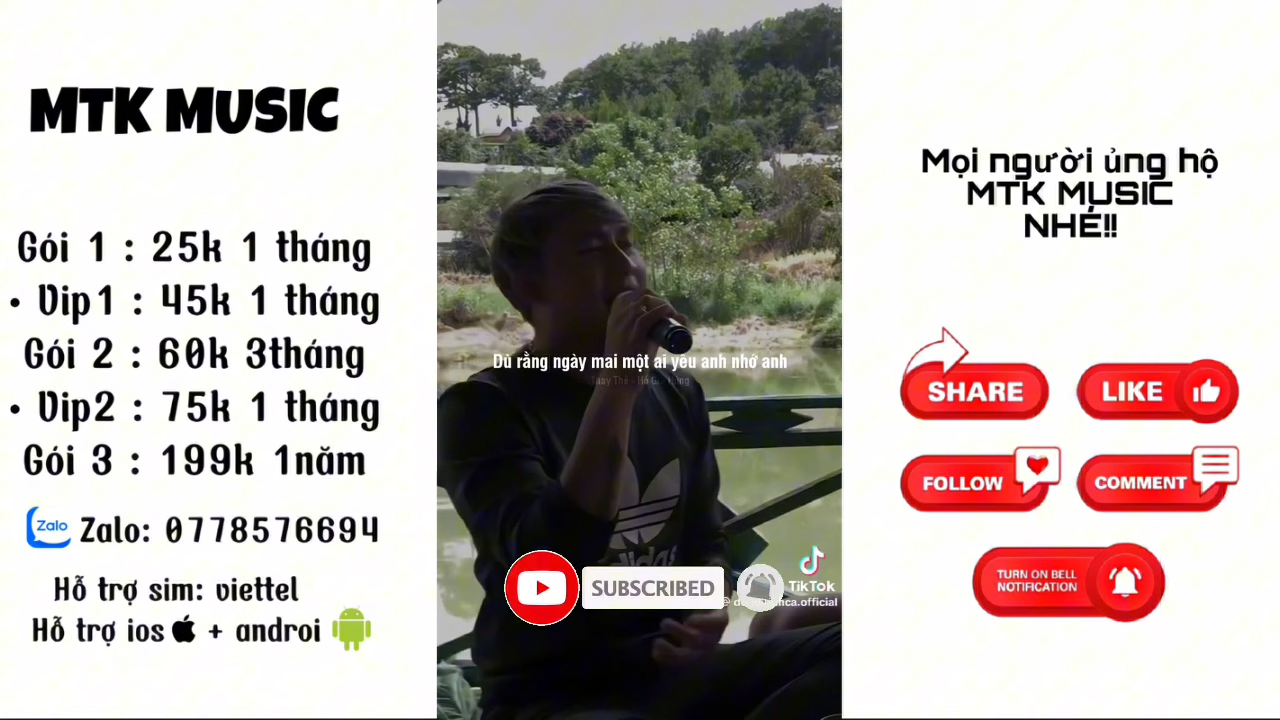 MTK MUSIC
Gói 1 : 25k 1 tháng
• Vip1 : 45k 1 tháng
Gói 2 : 60k 3tháng
• Vip2 : 75k 1 tháng
Gói 3 : 199k 1năm
Zalo
Zalo: 0778576694
Hỗ trợ sim: viettel
Hỗ trợ ios + androi
Dù rằng ngày mai một ai yêu anh nhớ anh
adidas
SUBSCRIBED
TikTok
Mọi người ủng hộ
MTK MUSIC
NHÉ!!
SHARE
LIKE
FOLLOW
COMMENT
TURN ON BELL
NOTIFICATION